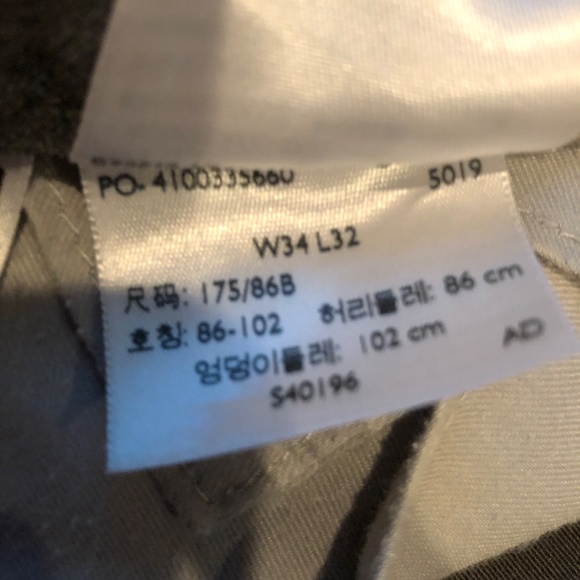 PO- 4100335660 5019
W34 L32
尺码: 175/86B
호칭: 86-102 허리둘레: 86 cm
엉덩이둘레: 102 cm
S40196 AD